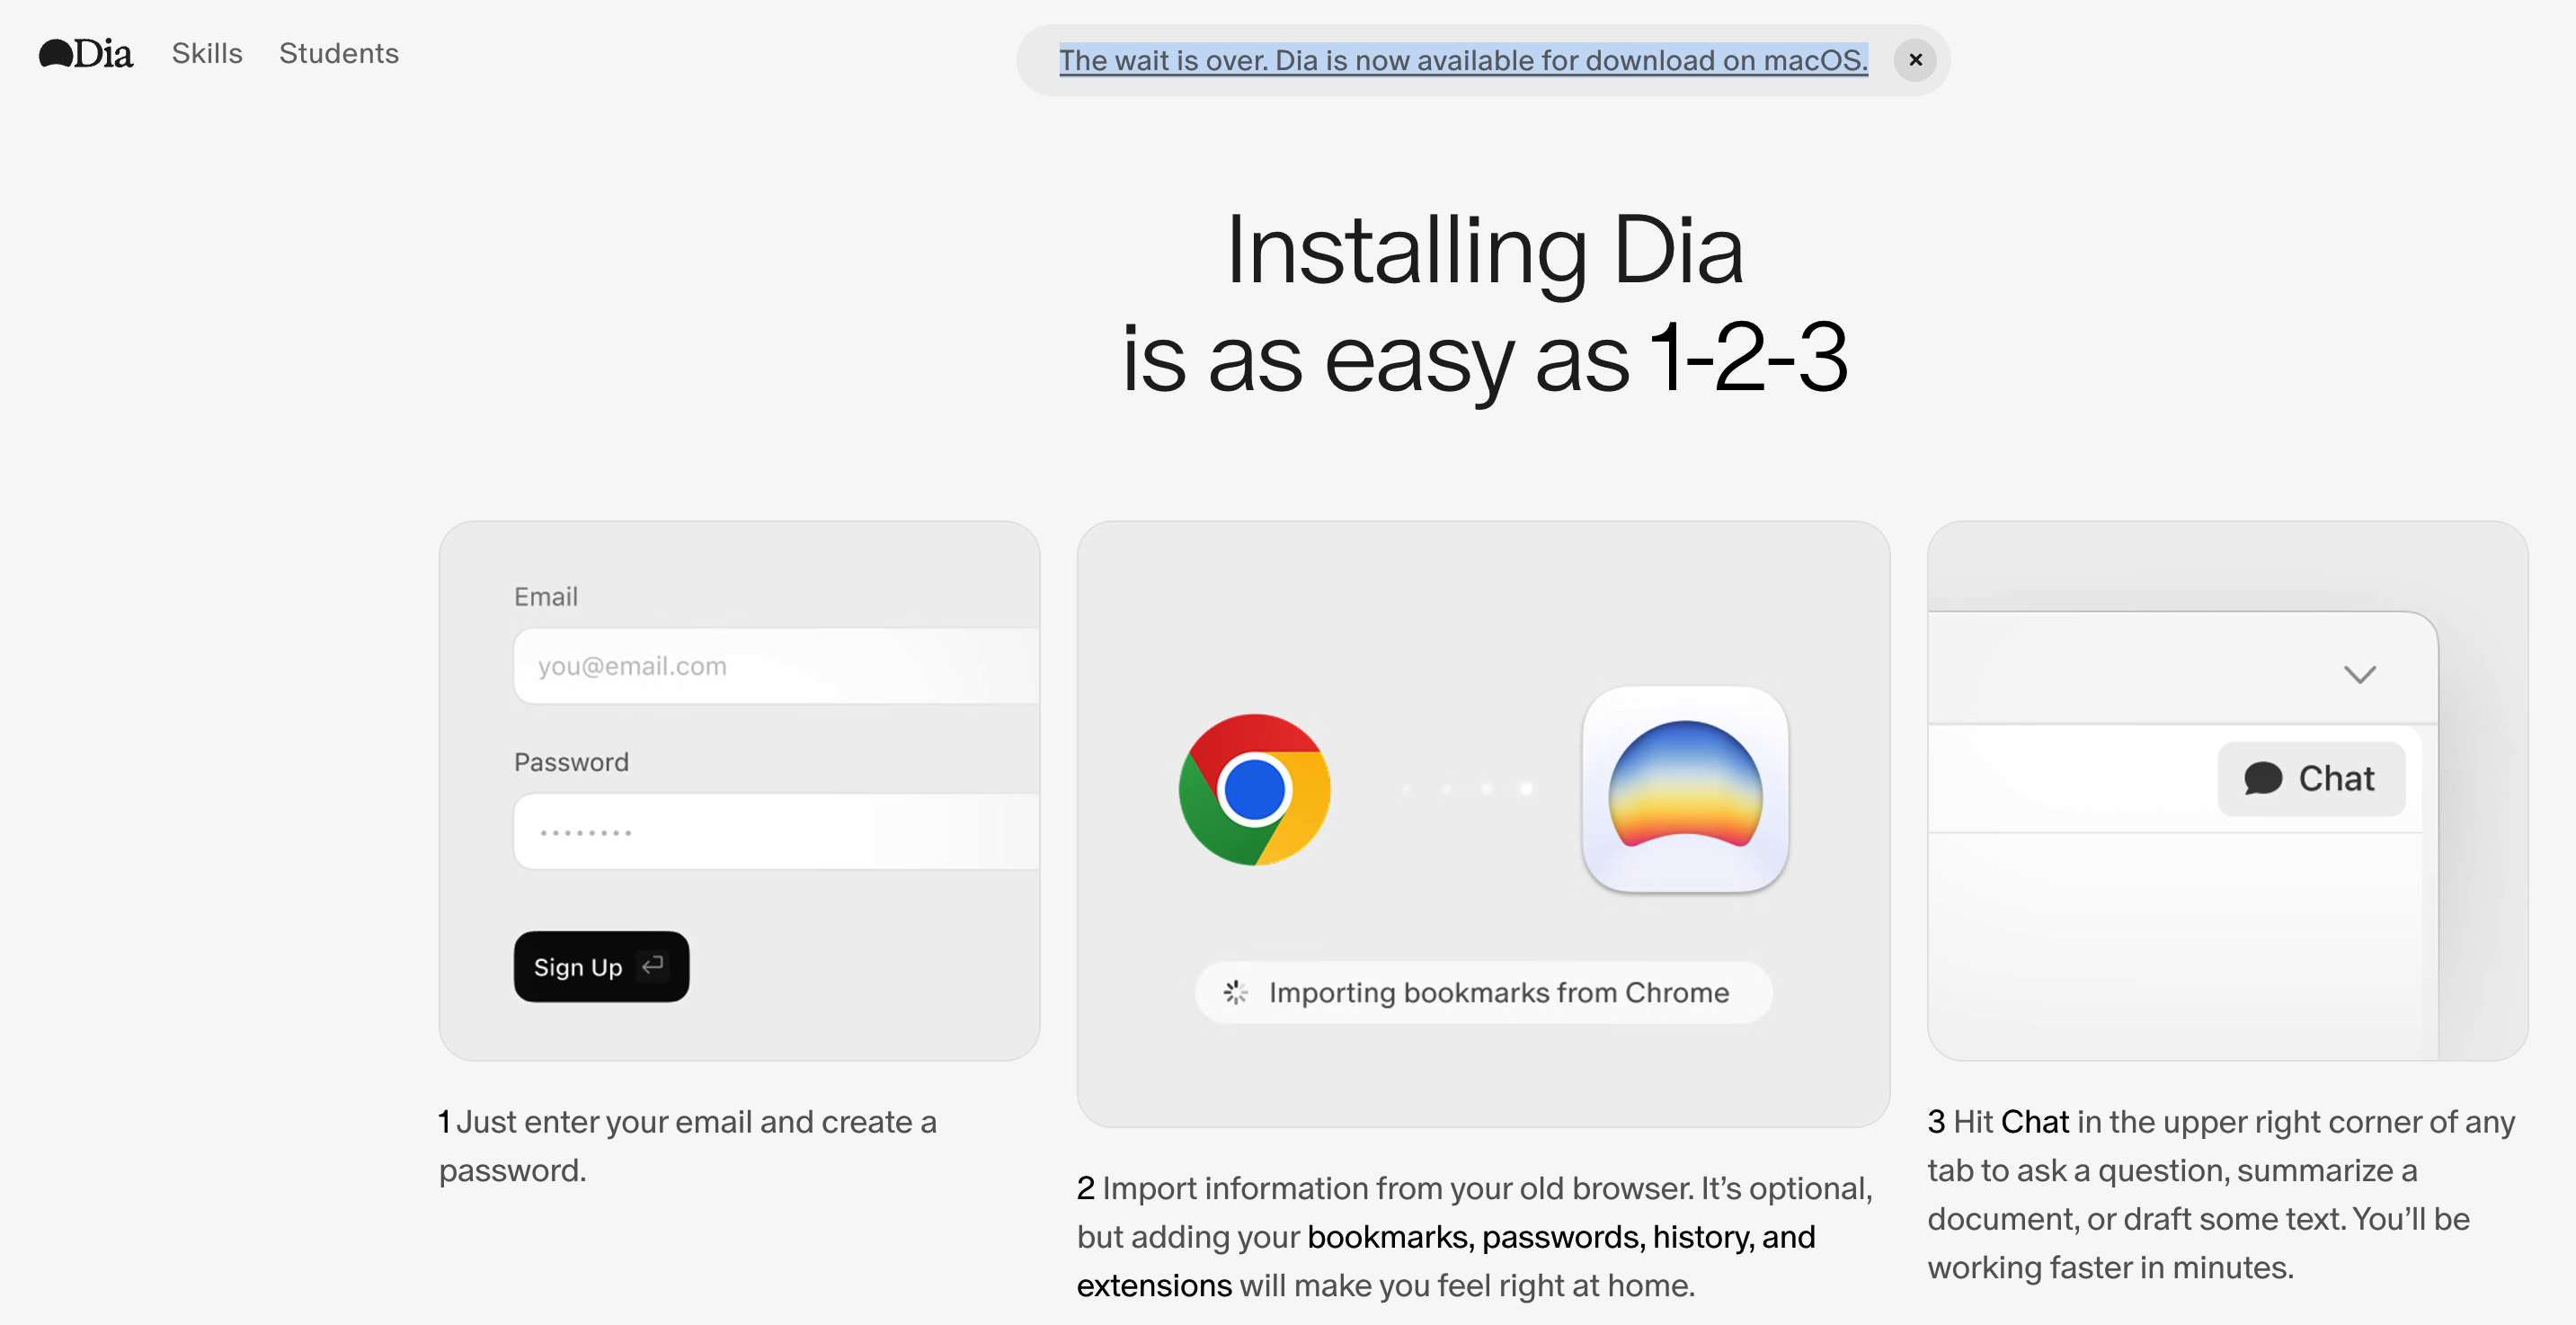 Dia
Skills
Students
The wait is over. Dia is now available for download on macOS.
Installing Dia
is as easy as 1-2-3
Email
you@email.com
Password
Sign Up
1 Just enter your email and create a
password.
Importing bookmarks from Chrome
2 Import information from your old browser. It’s optional,
but adding your bookmarks, passwords, history, and
extensions will make you feel right at home.
Chat
3 Hit Chat in the upper right corner of any
tab to ask a question, summarize a
document, or draft some text. You’ll be
working faster in minutes.